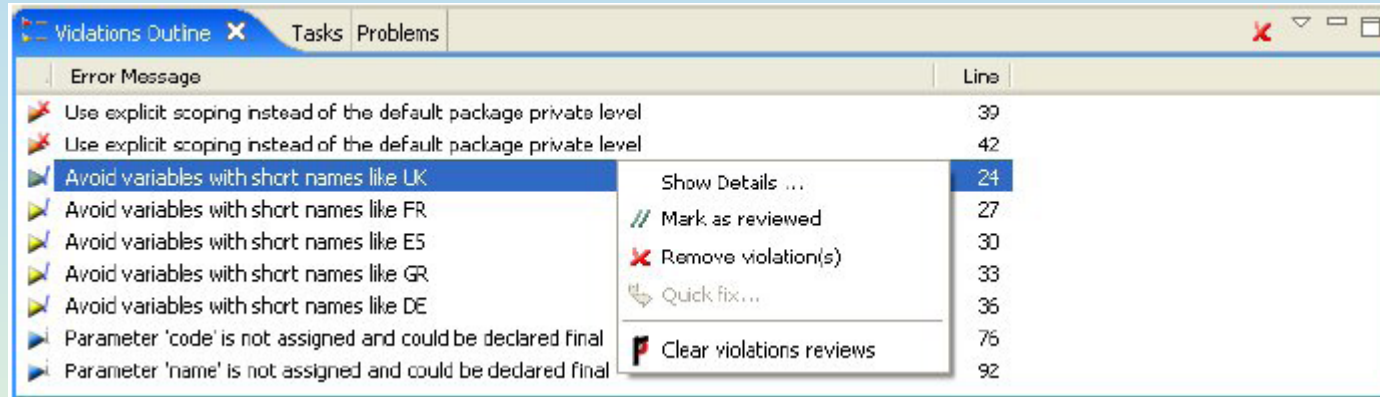 Violations Outline Tasks Problems
Error Message Line
Use explicit scoping instead of the default package private level 39
Use explicit scoping instead of the default package private level 42
Avoid variables with short names like UK 24
Avoid variables with short names like FR 27
Avoid variables with short names like ES 30
Avoid variables with short names like GR 33
Avoid variables with short names like DE 36
Parameter 'code' is not assigned and could be declared final 76
Parameter 'name' is not assigned and could be declared final 92
Show Details ...
// Mark as reviewed
Remove violation(s)
Quick fix...
Clear violations reviews